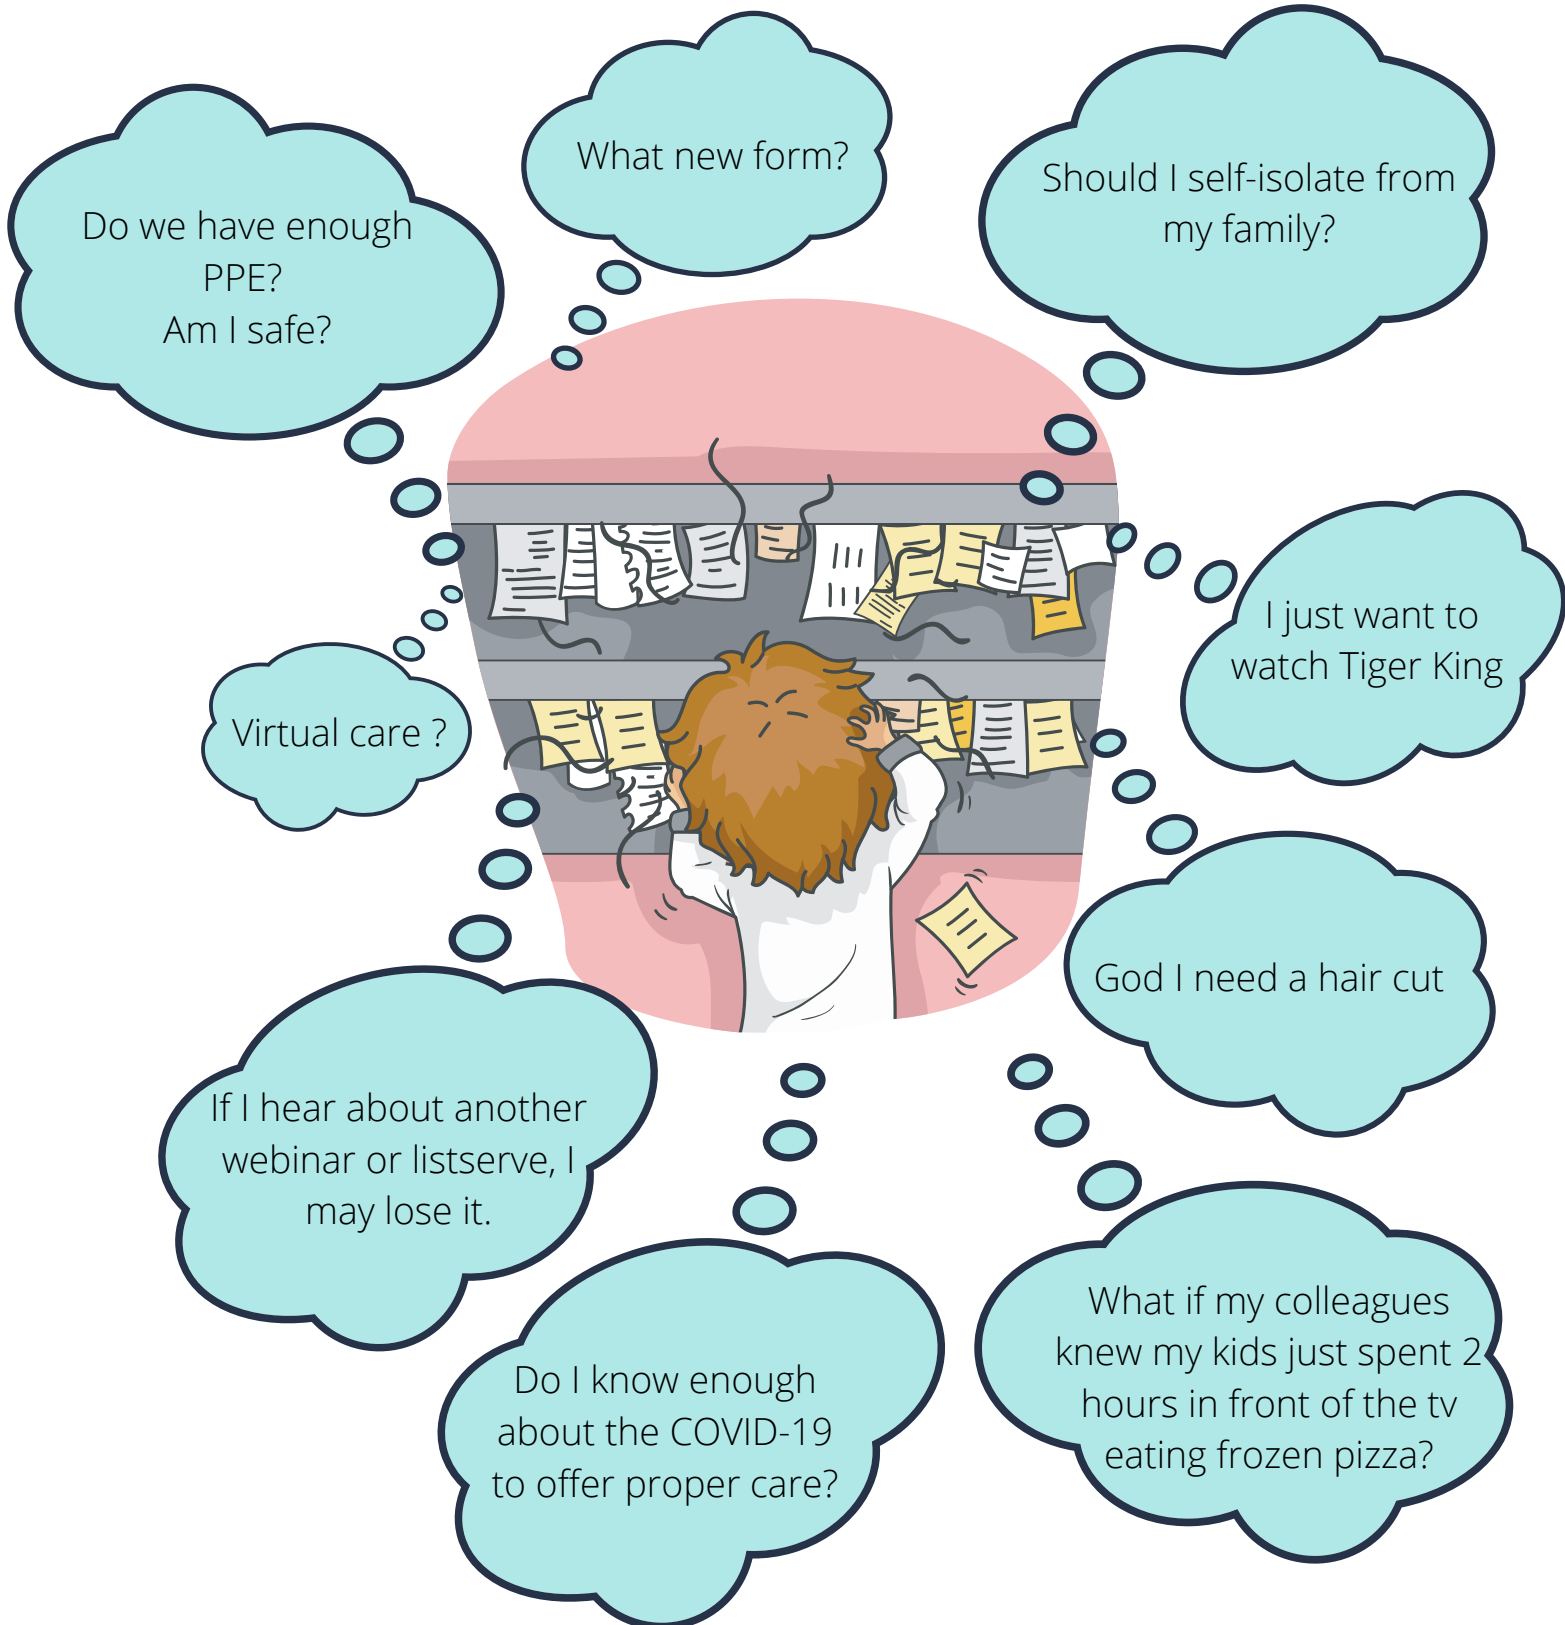 What new form?
Should I self-isolate from
my family?
Do we have enough
PPE?
Am I safe?
I just want to
watch Tiger King
Virtual care ?
God I need a hair cut
If I hear about another
webinar or listserve, I
may lose it.
What if my colleagues
knew my kids just spent 2
hours in front of the tv
eating frozen pizza?
Do I know enough
about the COVID-19
to offer proper care?